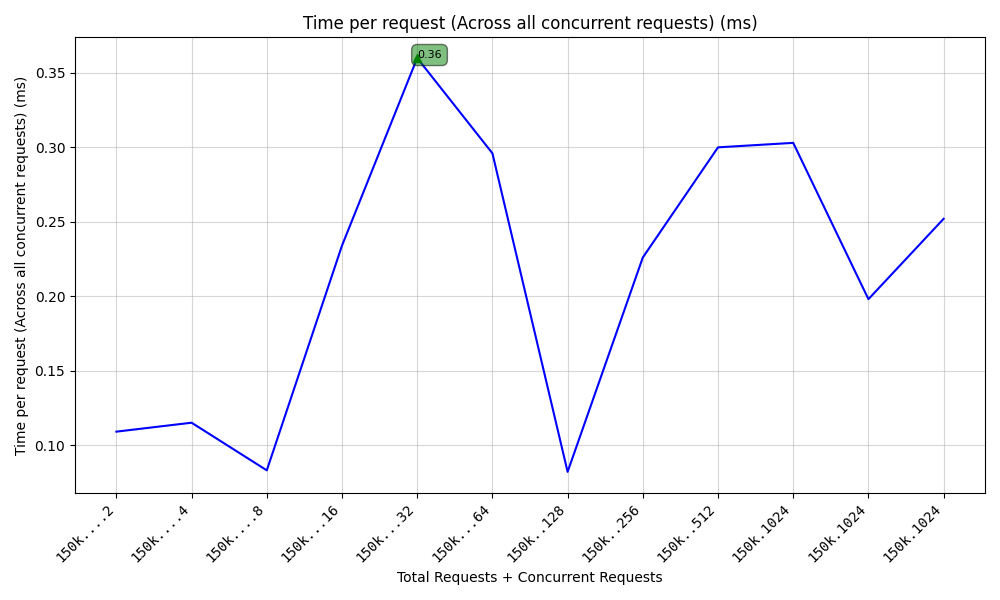 Time per request (Across all concurrent requests) (ms)
Time per request (Across all concurrent requests) (ms)
0.36
0.35
0.30
0.25
0.20
0.15
0.10
150k....2
150k....4
150k....8
150k...16
150k...32
150k...64
150k..128
150k..256
150k..512
150k.1024
150k.1024
150k.1024
Total Requests + Concurrent Requests